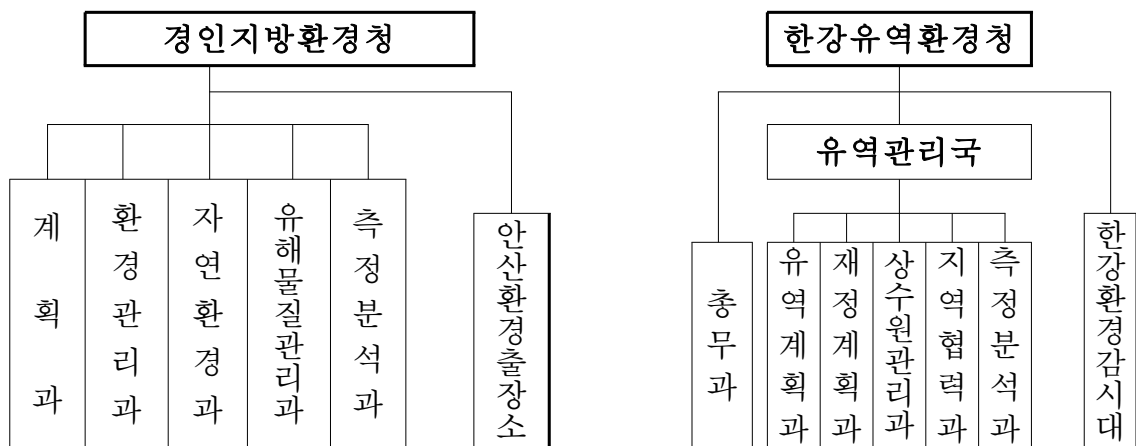 경인지방환경청
계획과
환경관리과
자연환경과
유해물질관리과
측정분석과
안산환경출장소
한강유역환경청
유역관리국
총무과
유역계획과
재정계획과
상수원관리과
지역협력과
측정분석과
한강환경감시대